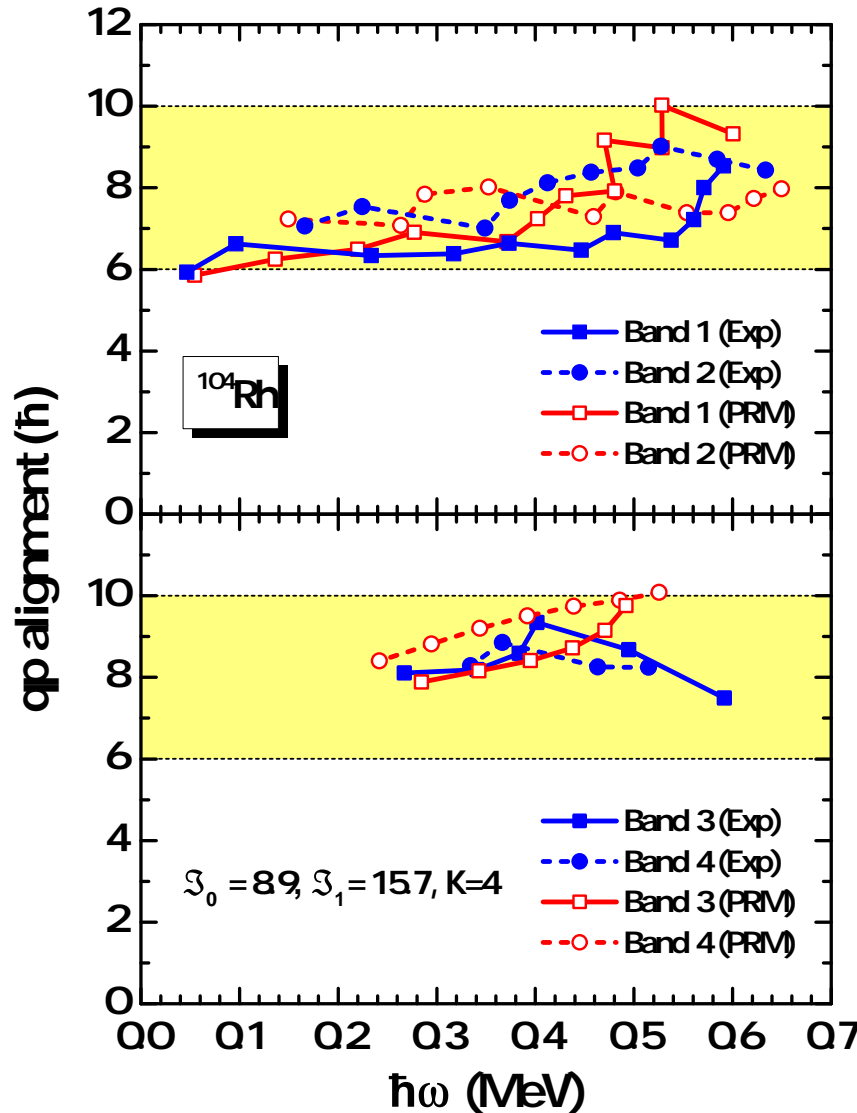 12
10
8
6
4
2
0
¹⁰⁴Rh
Band 1 (Exp)
Band 2 (Exp)
Band 1 (PRM)
Band 2 (PRM)
qp alignment (ħ)
10
8
6
4
2
0
ℑ₀ = 8.9, ℑ₁ = 15.7, K=4
Band 3 (Exp)
Band 4 (Exp)
Band 3 (PRM)
Band 4 (PRM)
0.0 0.1 0.2 0.3 0.4 0.5 0.6 0.7
ħω (MeV)